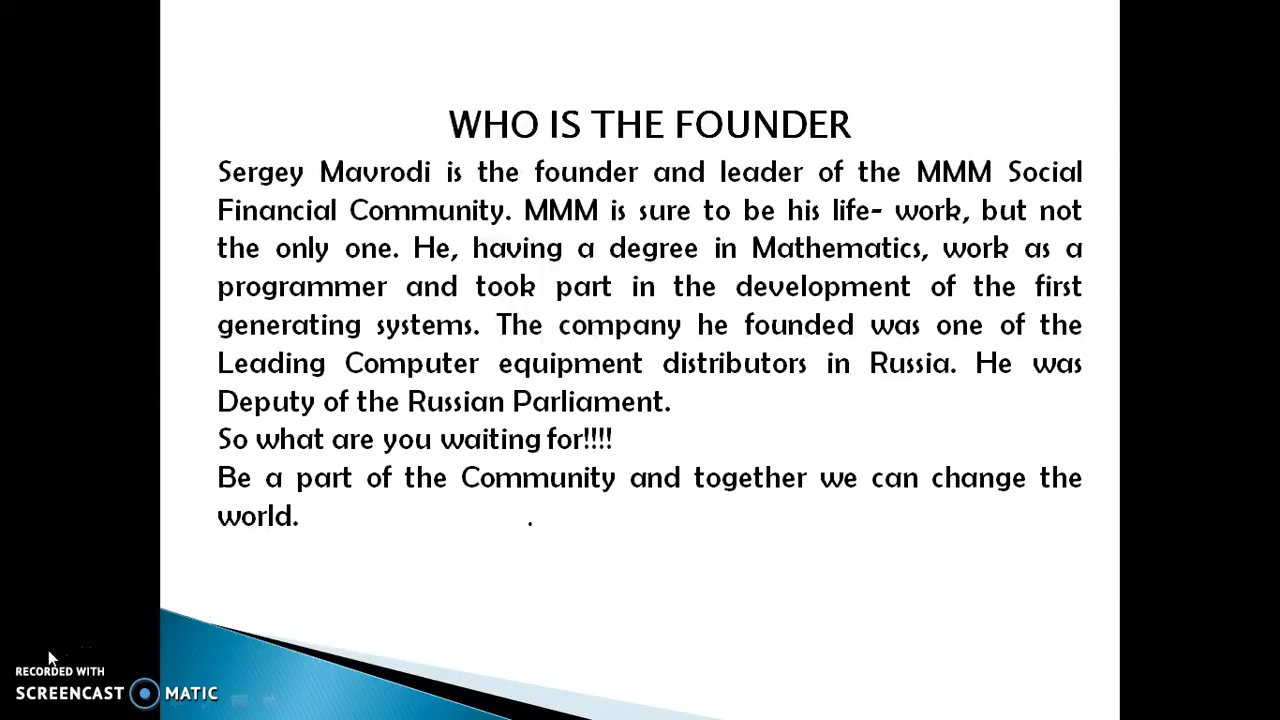 WHO IS THE FOUNDER
Sergey Mavrodi is the founder and leader of the MMM Social
Financial Community. MMM is sure to be his life- work, but not
the only one. He, having a degree in Mathematics, work as a
programmer and took part in the development of the first
generating systems. The company he founded was one of the
Leading Computer equipment distributors in Russia. He was
Deputy of the Russian Parliament.
So what are you waiting for!!!!
Be a part of the Community and together we can change the
world. .
RECORDED WITH
SCREENCAST MATIC